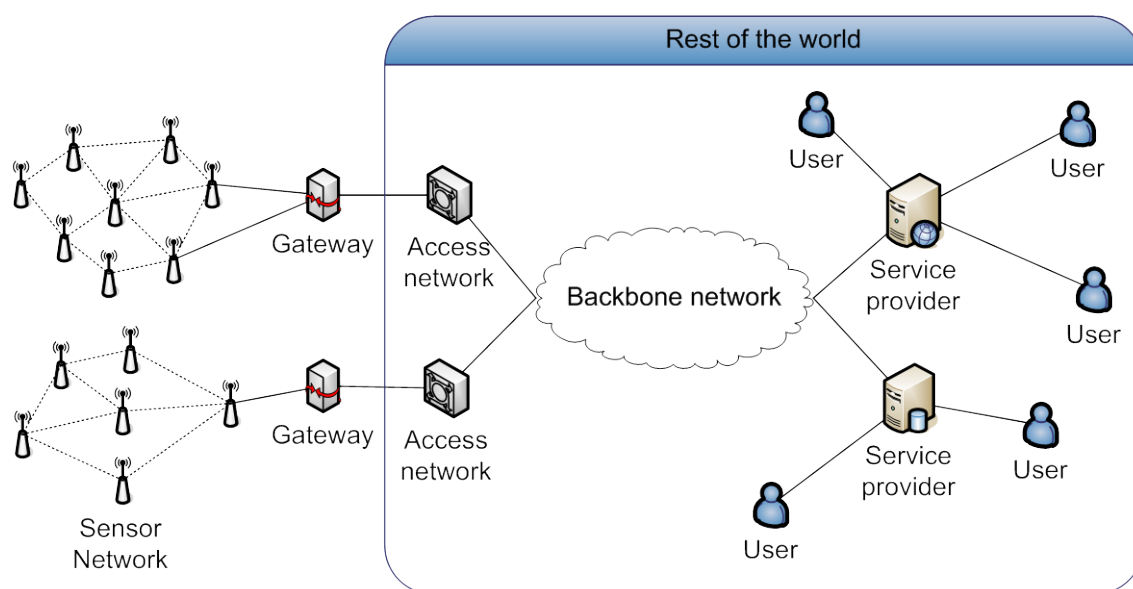 Rest of the world
User
User
Gateway
Access
network
Backbone network
Service
provider
User
Gateway
Access
network
Service
provider
User
User
Sensor
Network